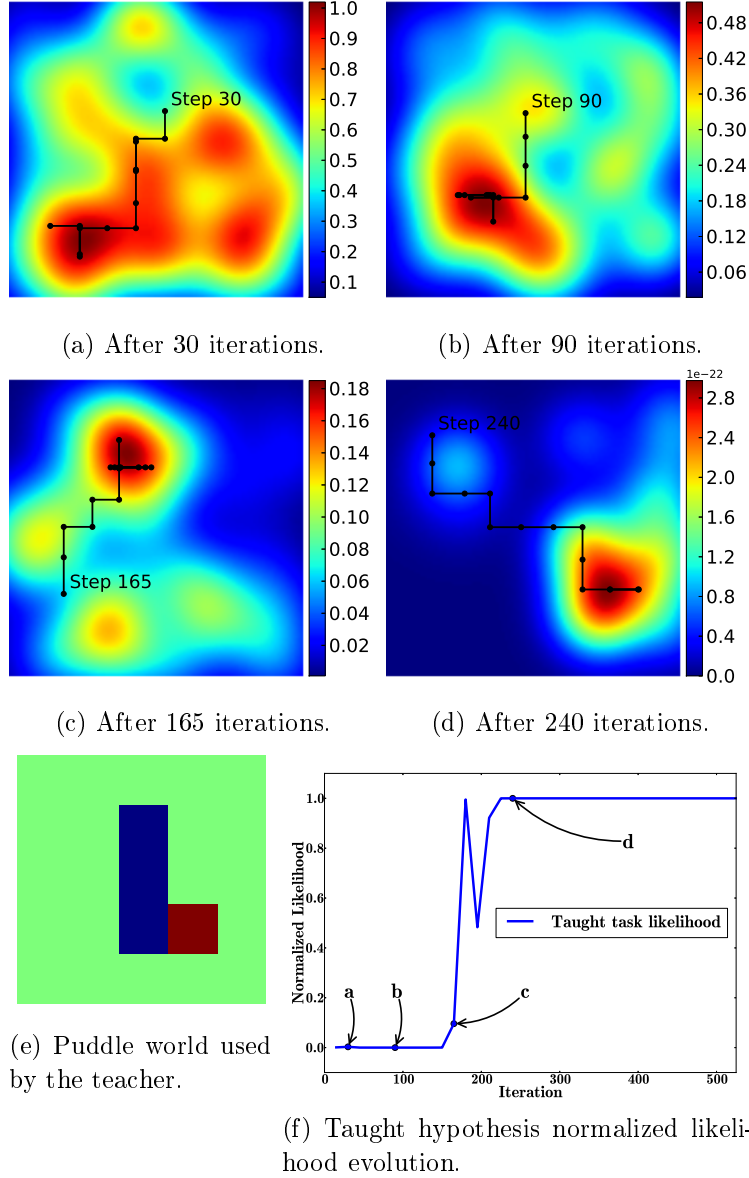 Step 30
1.0
0.9
0.8
0.7
0.6
0.5
0.4
0.3
0.2
0.1
Step 90
0.48
0.42
0.36
0.30
0.24
0.18
0.12
0.06
(a) After 30 iterations.
(b) After 90 iterations.
Step 165
0.18
0.16
0.14
0.12
0.10
0.08
0.06
0.04
0.02
1e−22
Step 240
2.8
2.4
2.0
1.6
1.2
0.8
0.4
0.0
(c) After 165 iterations.
(d) After 240 iterations.
(e) Puddle world used
by the teacher.
Normalized Likelihood
1.0
0.8
0.6
0.4
0.2
0.0
a
b
c
d
Taught task likelihood
0
100
200
300
400
500
Iteration
(f) Taught hypothesis normalized likeli-
hood evolution.